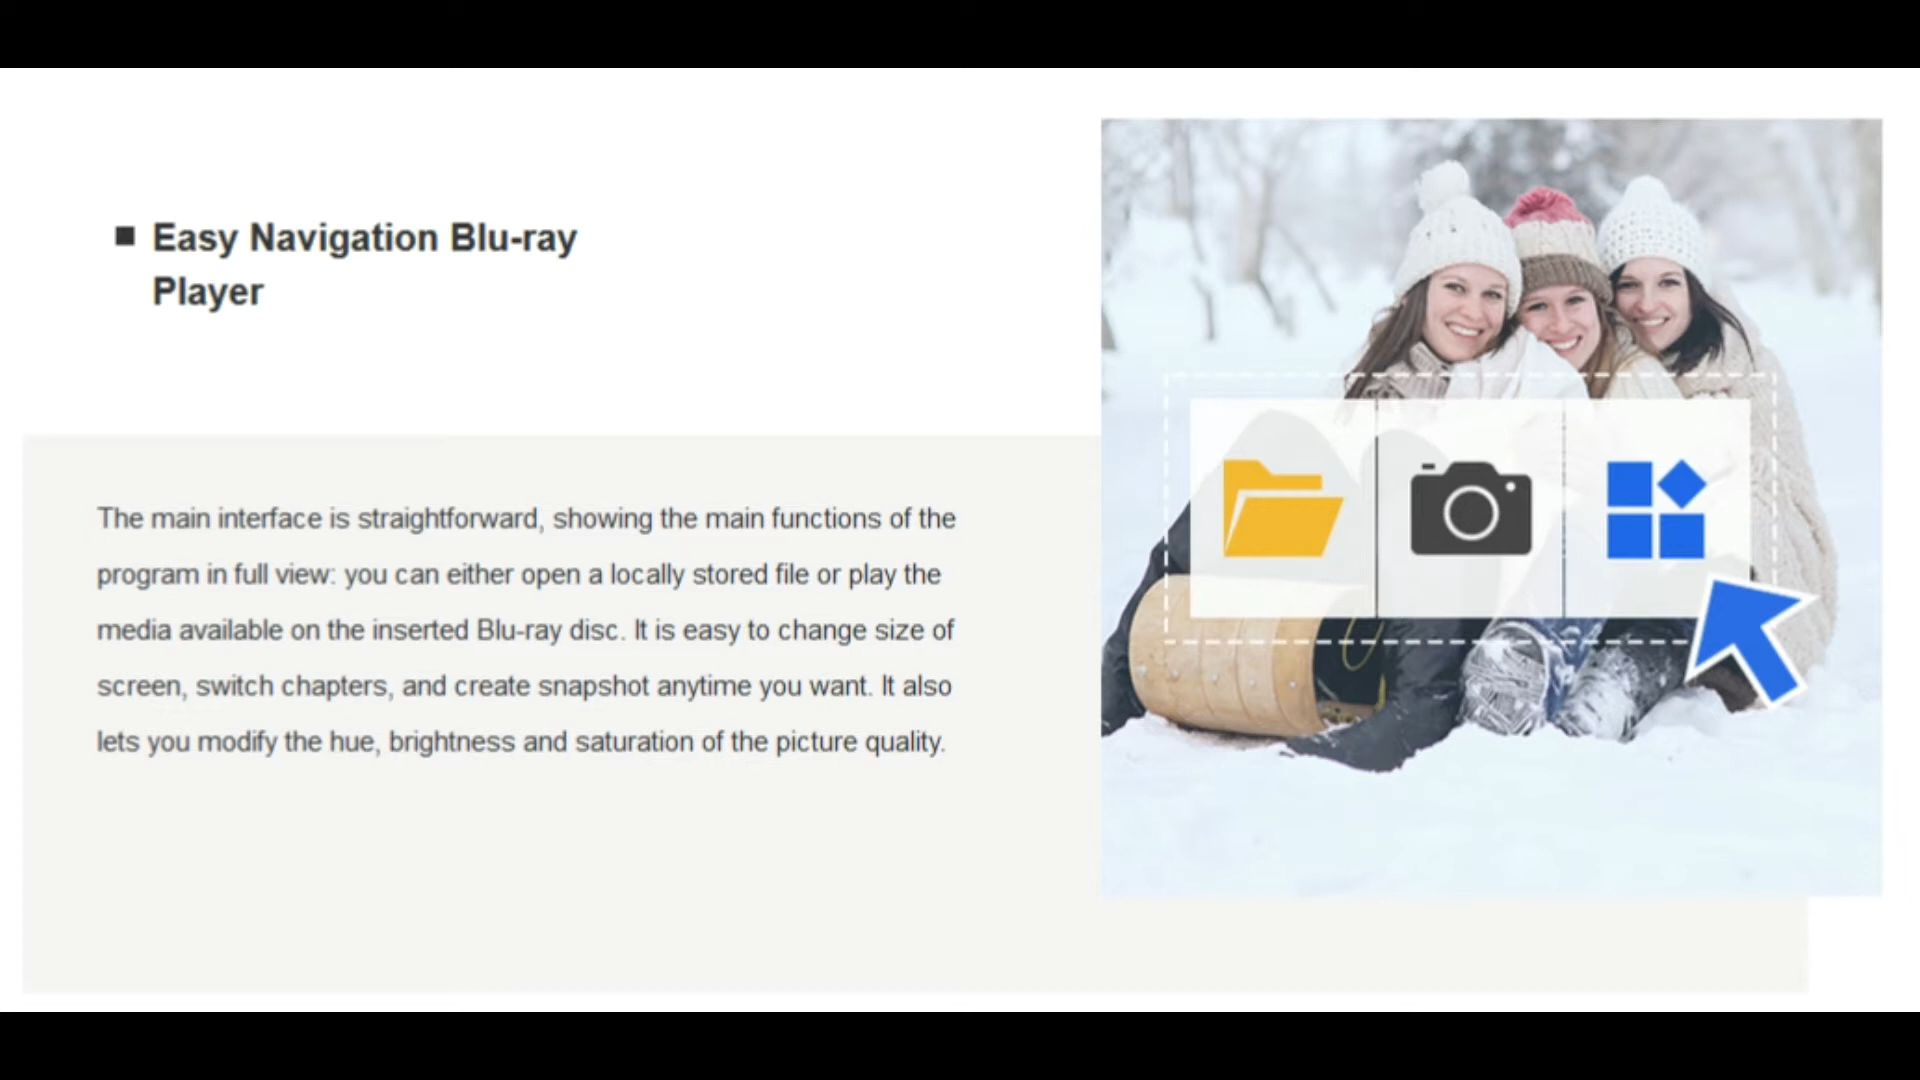 Easy Navigation Blu-ray
Player
The main interface is straightforward, showing the main functions of the
program in full view: you can either open a locally stored file or play the
media available on the inserted Blu-ray disc. It is easy to change size of
screen, switch chapters, and create snapshot anytime you want. It also
lets you modify the hue, brightness and saturation of the picture quality.